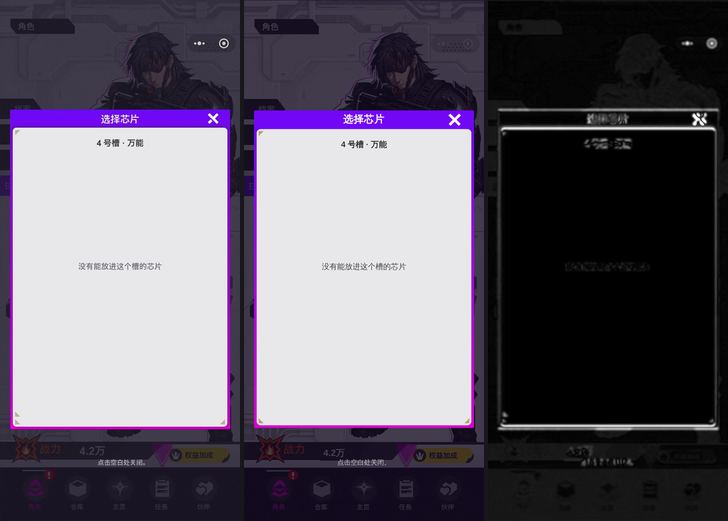 角色
选择芯片
4 号槽 · 万能
没有能放进这个槽的芯片
战力
4.2万
权益加成
点击空白处关闭。
角色
仓库
主页
任务
伙伴
角色
选择芯片
4 号槽 · 万能
没有能放进这个槽的芯片
战力
4.2万
权益加成
点击空白处关闭。
角色
仓库
主页
任务
伙伴